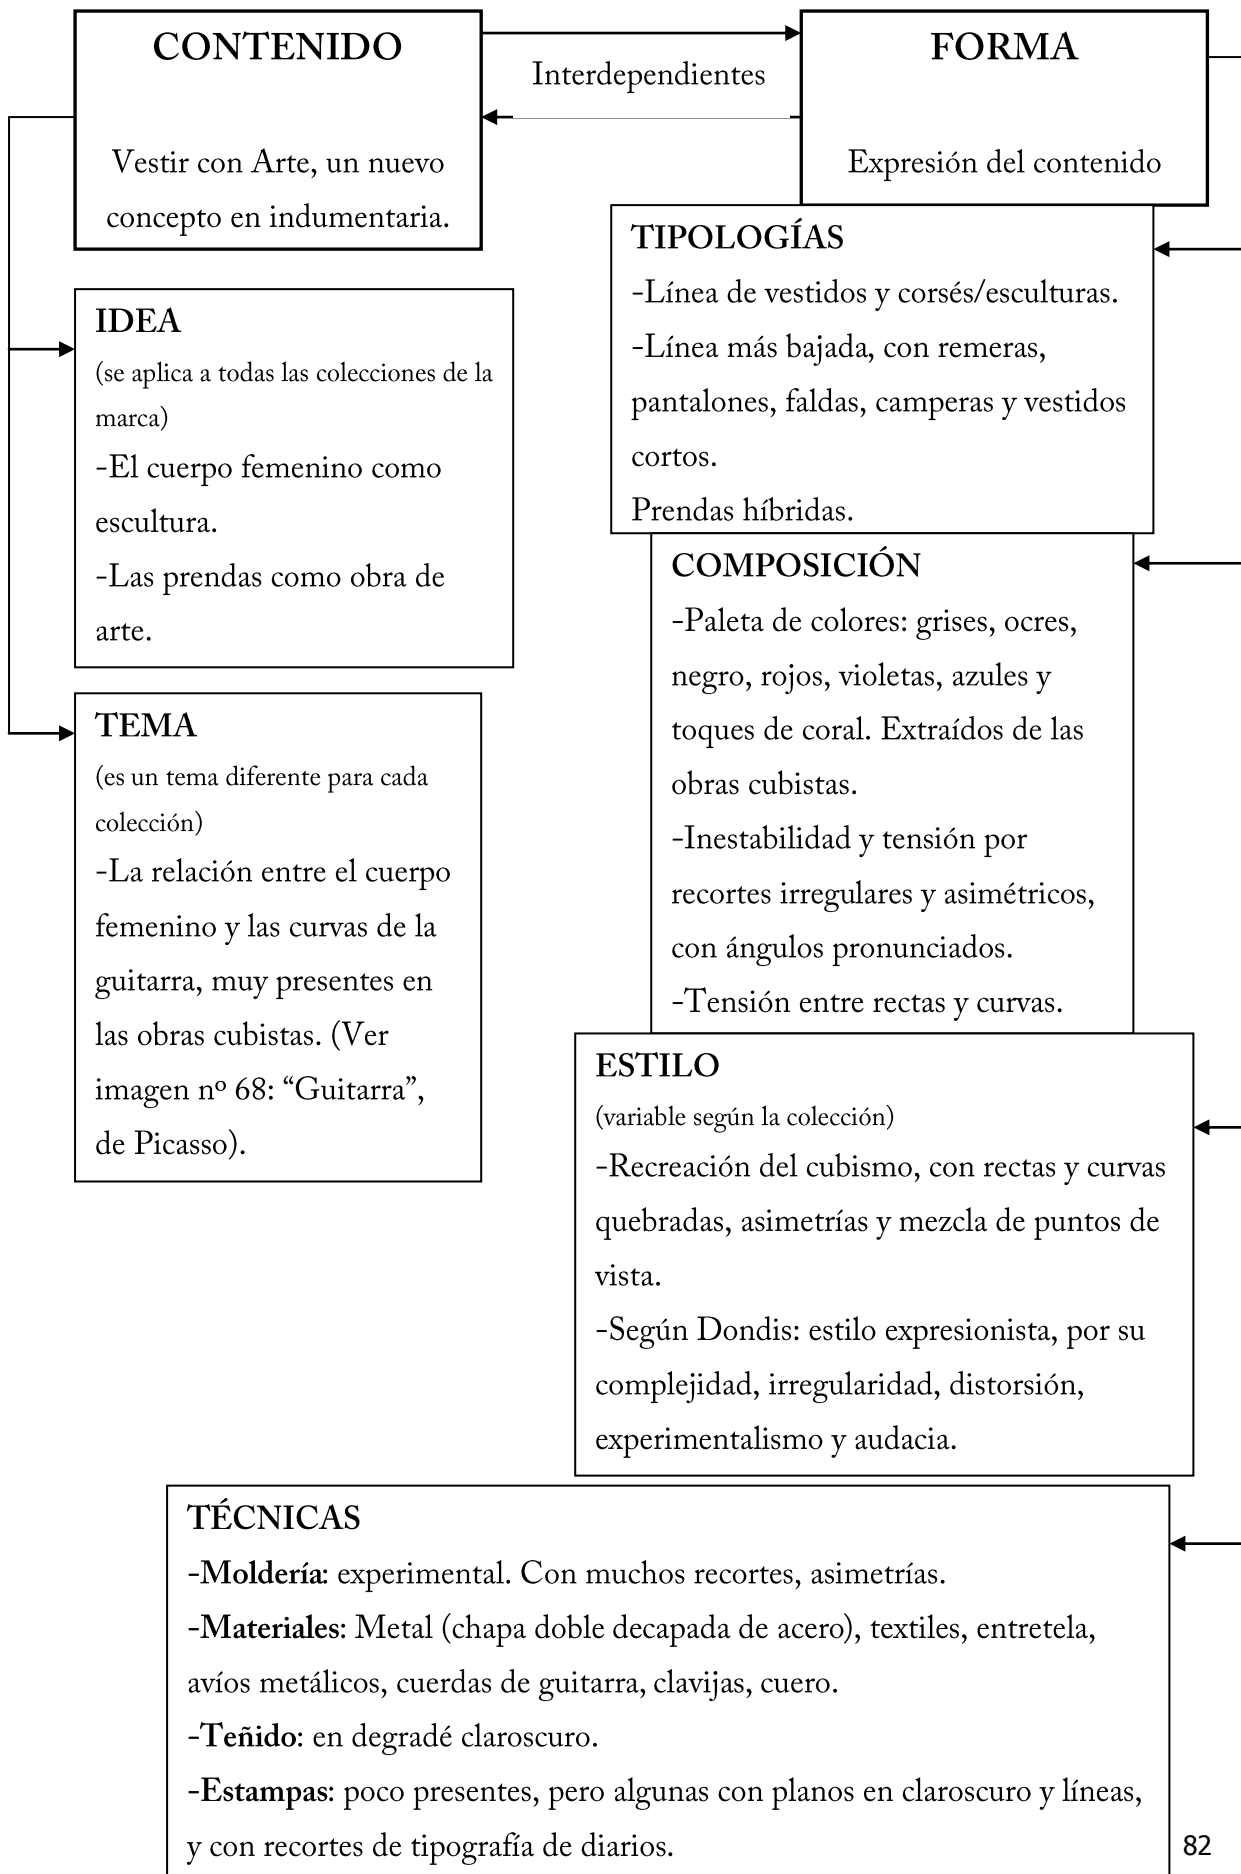 CONTENIDO
Vestir con Arte, un nuevo
concepto en indumentaria.
Interdependientes
FORMA
Expresión del contenido
IDEA
(se aplica a todas las colecciones de la
marca)
-El cuerpo femenino como
escultura.
-Las prendas como obra de
arte.
TEMA
(es un tema diferente para cada
colección)
-La relación entre el cuerpo
femenino y las curvas de la
guitarra, muy presentes en
las obras cubistas. (Ver
imagen nº 68: “Guitarra”,
de Picasso).
TIPOLOGÍAS
-Línea de vestidos y corsés/esculturas.
-Línea más bajada, con remeras,
pantalones, faldas, camperas y vestidos
cortos.
Prendas híbridas.
COMPOSICIÓN
-Paleta de colores: grises, ocres,
negro, rojos, violetas, azules y
toques de coral. Extraídos de las
obras cubistas.
-Inestabilidad y tensión por
recortes irregulares y asimétricos,
con ángulos pronunciados.
-Tensión entre rectas y curvas.
ESTILO
(variable según la colección)
-Recreación del cubismo, con rectas y curvas
quebradas, asimetrías y mezcla de puntos de
vista.
-Según Dondis: estilo expresionista, por su
complejidad, irregularidad, distorsión,
experimentalismo y audacia.
TÉCNICAS
-Moldería: experimental. Con muchos recortes, asimetrías.
-Materiales: Metal (chapa doble decapada de acero), textiles, entretela,
avíos metálicos, cuerdas de guitarra, clavijas, cuero.
-Teñido: en degradé claroscuro.
-Estampas: poco presentes, pero algunas con planos en claroscuro y líneas,
y con recortes de tipografía de diarios.
82